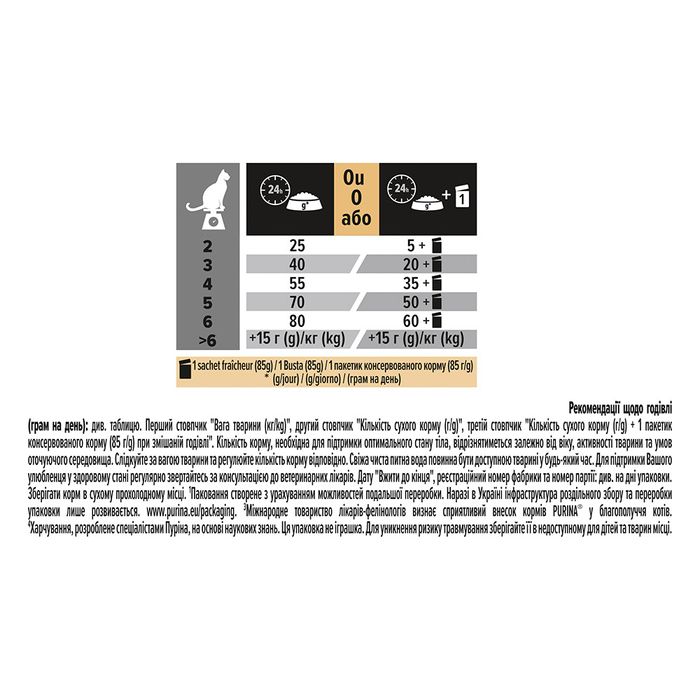 24h
g*
Ou
O
або
24h
g*
+ 1
2 25 5 +
3 40 20 +
4 55 35 +
5 70 50 +
6 80 60 +
>6 +15 г (g)/кг (kg) +15 г (g)/кг (kg)
1 sachet fraîcheur (85g) / 1 Busta (85g) / 1 пакетик консервованого корму (85 г/g)
* (g/jour) / (g/giorno) / (грам на день)
Рекомендації щодо годівлі
(грам на день): див. таблицю. Перший стовпчик "Вага тварини (кг/kg)", другий стовпчик "Кількість сухого корму (г/g)", третій стовпчик "Кількість сухого корму (г/g) + 1 пакетик
консервованого корму (85 г/g) при змішаній годівлі". Кількість корму, необхідна для підтримки оптимального стану тіла, відрізнятиметься залежно від віку, активності тварини та умов
оточуючого середовища. Слідкуйте за вагою тварини та регулюйте кількість корму відповідно. Свіжа чиста питна вода повинна бути доступною тварині у будь-який час. Для підтримки Вашого
улюбленця у здоровому стані регулярно звертайтесь за консультацією до ветеринарних лікарів. Дату "Вжити до кінця", реєстраційний номер фабрики та номер партії: див. на дні упаковки.
Зберігати корм в сухому прохолодному місці. ¹Паковання створене з урахуванням можливостей подальшої переробки. Наразі в Україні інфраструктура роздільного збору та переробки
упаковки лише розвивається. www.purina.eu/packaging. ³Міжнародне товариство лікарів-фелінологів визнає сприятливий внесок кормів PURINA® у благополуччя котів.
⁴Харчування, розроблене спеціалістами Пуріна, на основі наукових знань. Ця упаковка не іграшка. Для уникнення ризику травмування зберігайте її в недоступному для дітей та тварин місці.